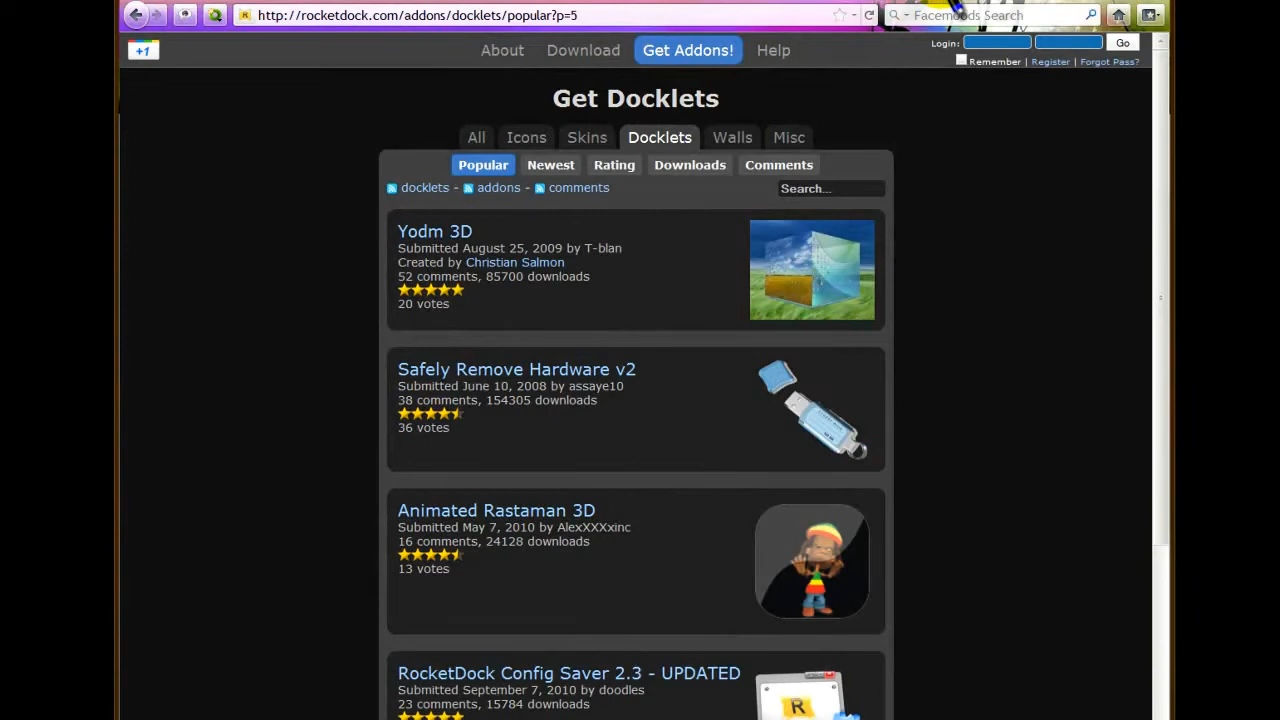 http://rocketdock.com/addons/docklets/popular?p=5
Facemoods Search
+1
About Download Get Addons! Help
Login: Go
Remember | Register | Forgot Pass?
Get Docklets
All Icons Skins Docklets Walls Misc
Popular Newest Rating Downloads Comments
docklets - addons - comments
Search...
Yodm 3D
Submitted August 25, 2009 by T-blan
Created by Christian Salmon
52 comments, 85700 downloads
20 votes
Safely Remove Hardware v2
Submitted June 10, 2008 by assaye10
38 comments, 154305 downloads
36 votes
Animated Rastaman 3D
Submitted May 7, 2010 by AlexXXxinc
16 comments, 24128 downloads
13 votes
RocketDock Config Saver 2.3 - UPDATED
Submitted September 7, 2010 by doodles
23 comments, 15784 downloads
R